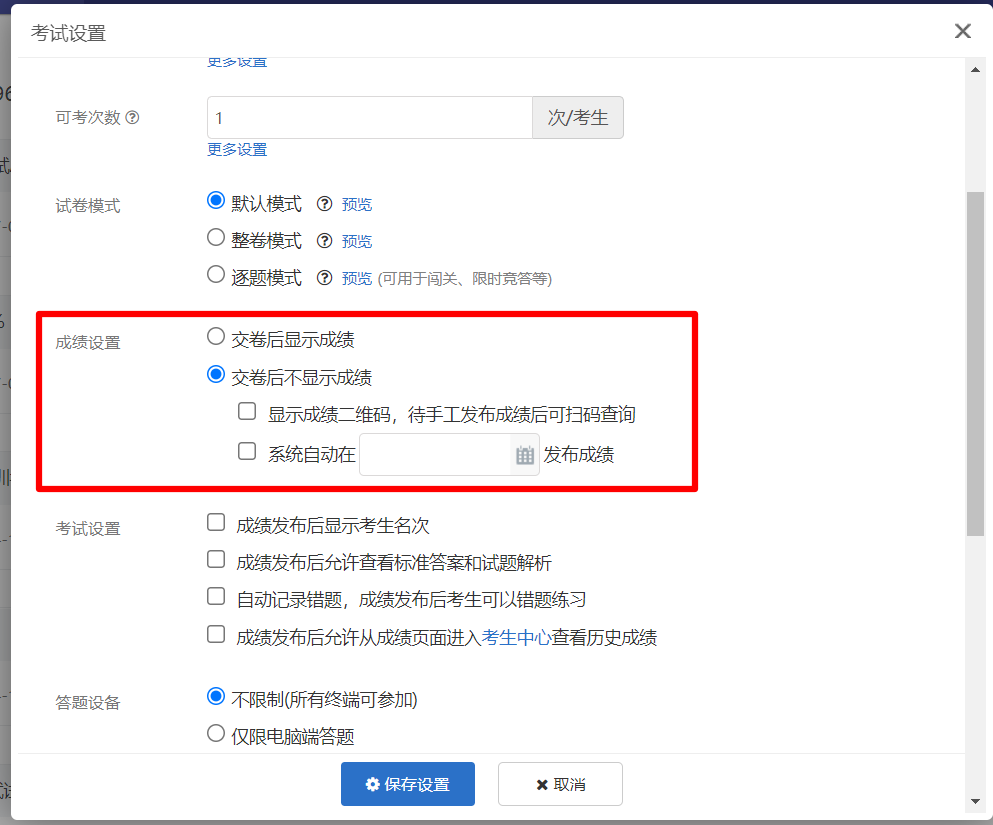 考试设置
更多设置
可考次数 1 次/考生
更多设置
试卷模式 默认模式 预览
整卷模式 预览
逐题模式 预览 (可用于闯关、限时竞答等)
成绩设置 交卷后显示成绩
交卷后不显示成绩
显示成绩二维码，待手工发布成绩后可扫码查询
系统自动在 发布成绩
考试设置 成绩发布后显示考生名次
成绩发布后允许查看标准答案和试题解析
自动记录错题，成绩发布后考生可以错题练习
成绩发布后允许从成绩页面进入考生中心查看历史成绩
答题设备 不限制(所有终端可参加)
仅限电脑端答题
保存设置 取消